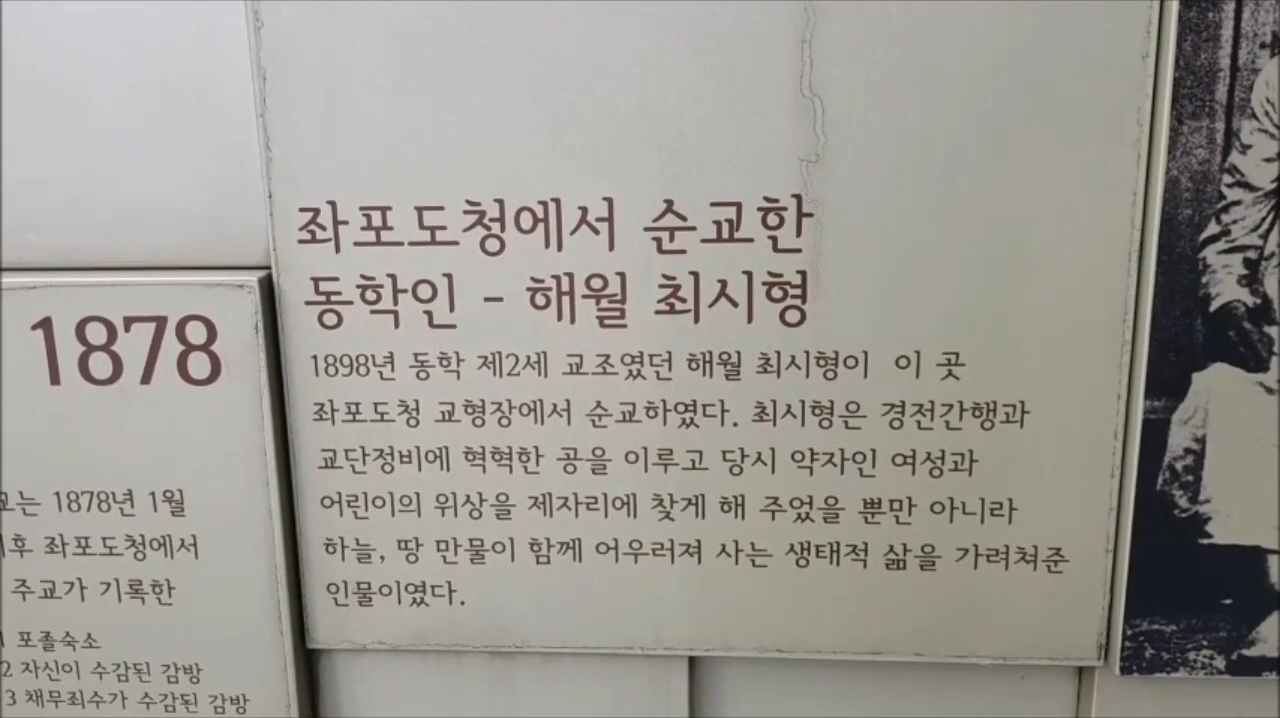 좌포도청에서 순교한
동학인 - 해월 최시형
1898년 동학 제2세 교조였던 해월 최시형이 이 곳
좌포도청 교형장에서 순교하였다. 최시형은 경전간행과
교단정비에 혁혁한 공을 이루고 당시 약자인 여성과
어린이의 위상을 제자리에 찾게 해 주었을 뿐만 아니라
하늘, 땅 만물이 함께 어우러져 사는 생태적 삶을 가려쳐준
인물이였다.
1878
는 1878년 1월
좌포도청에서
주교가 기록한
포졸숙소
2 자신이 수감된 감방
3 채무죄수가 수감된 감방